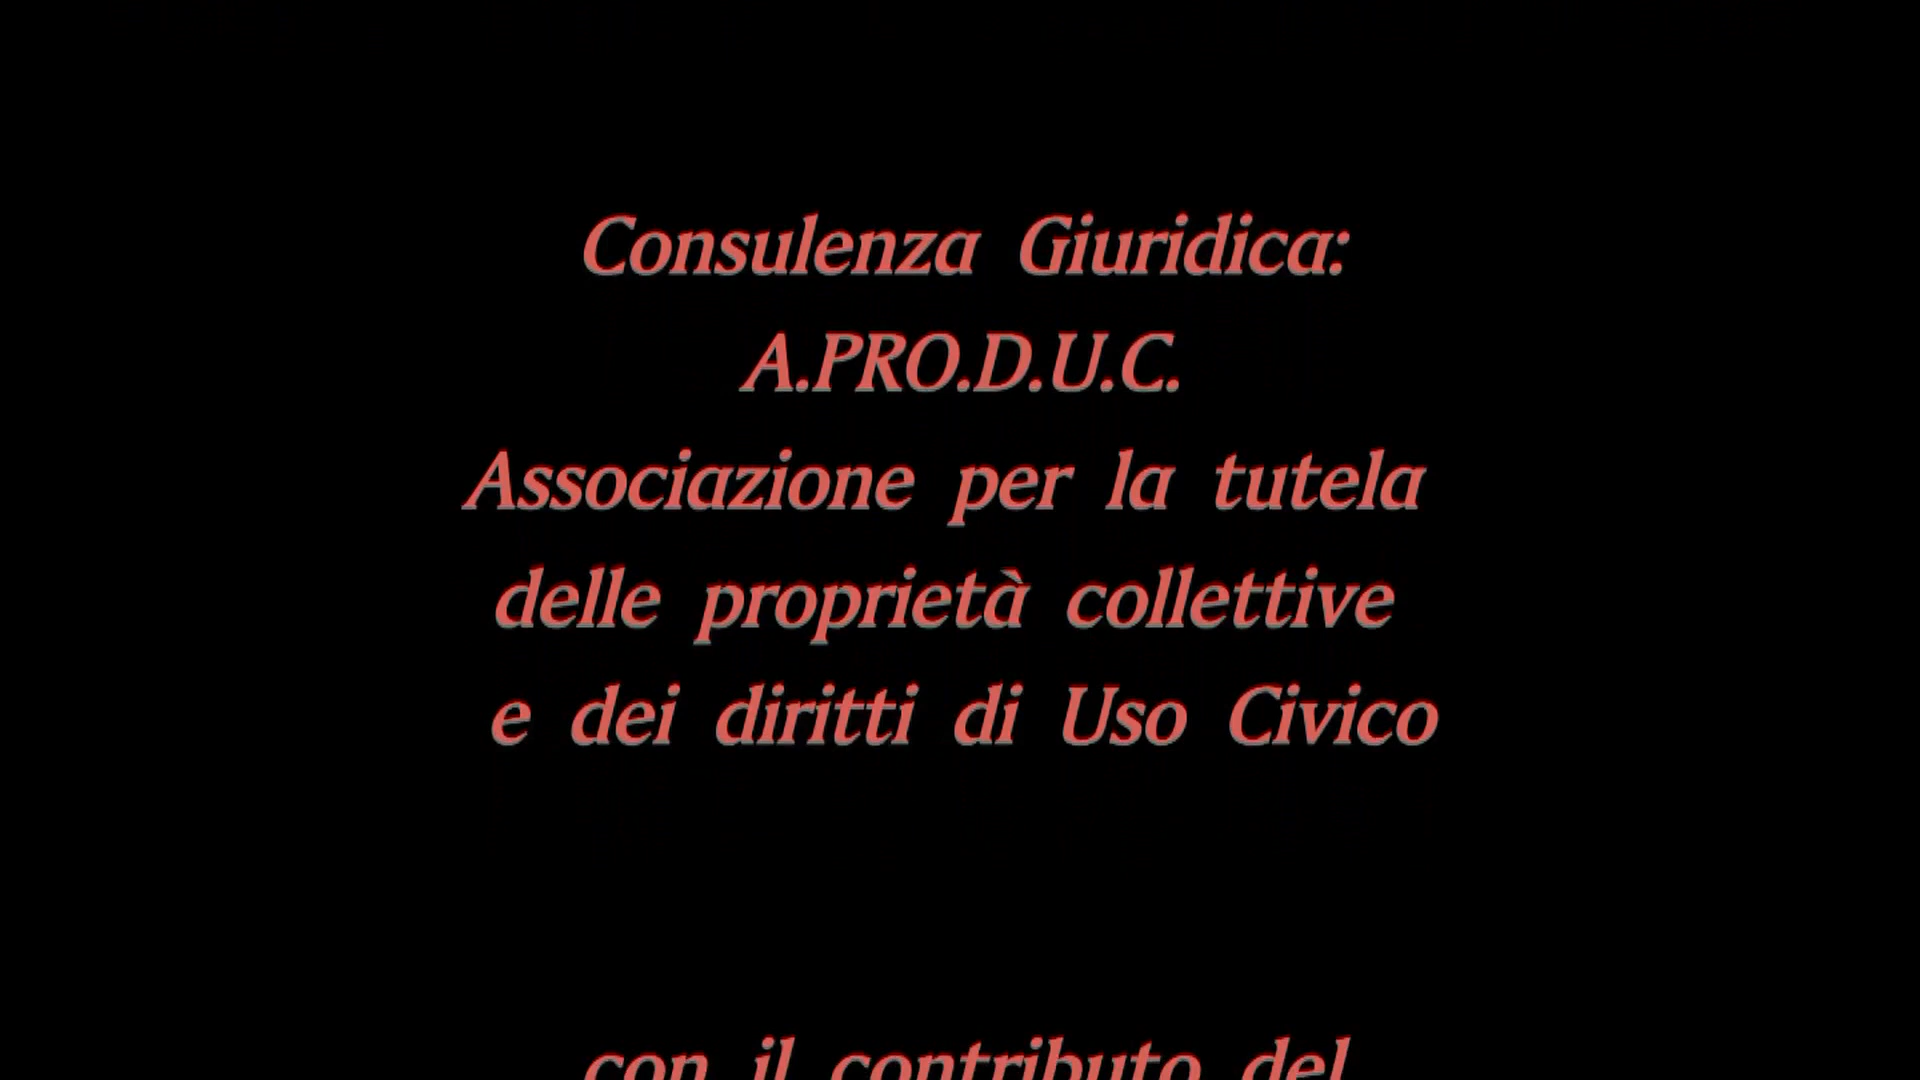 Consulenza Giuridica:
A.PRO.D.U.C.
Associazione per la tutela
delle proprietà collettive
e dei diritti di Uso Civico
con il contributo del